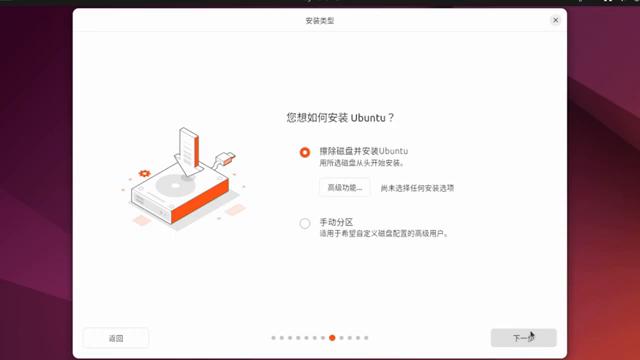 安装类型
您想如何安装 Ubuntu？
擦除磁盘并安装Ubuntu
用所选磁盘从头开始安装。
高级功能... 尚未选择任何安装选项
手动分区
适用于希望自定义磁盘配置的高级用户。
返回 下一步